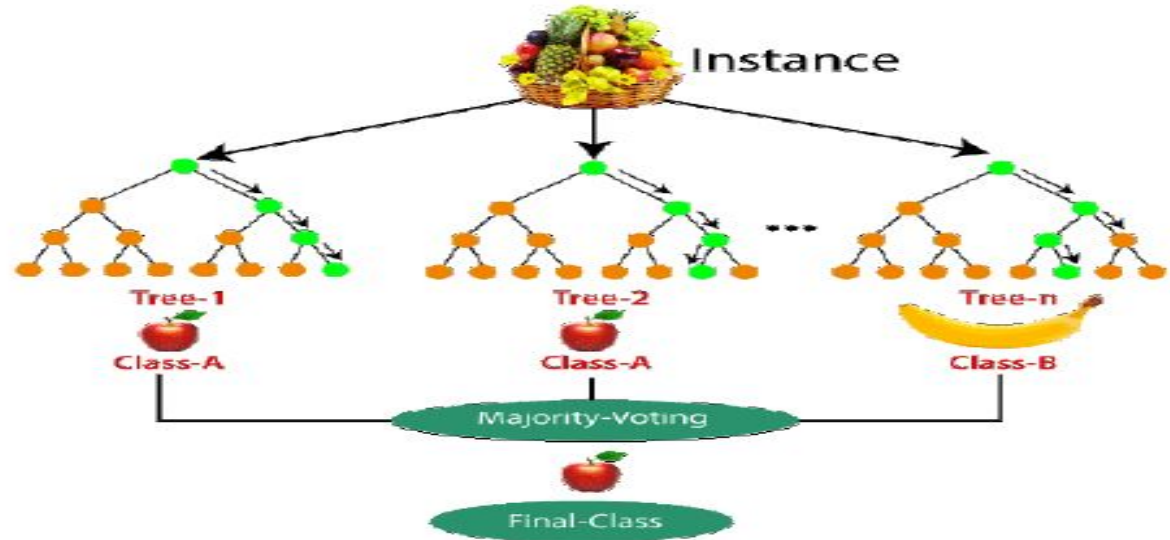 Instance
Tree-1
Tree-2
Tree-n
Class-A
Class-A
Class-B
Majority-Voting
Final-Class